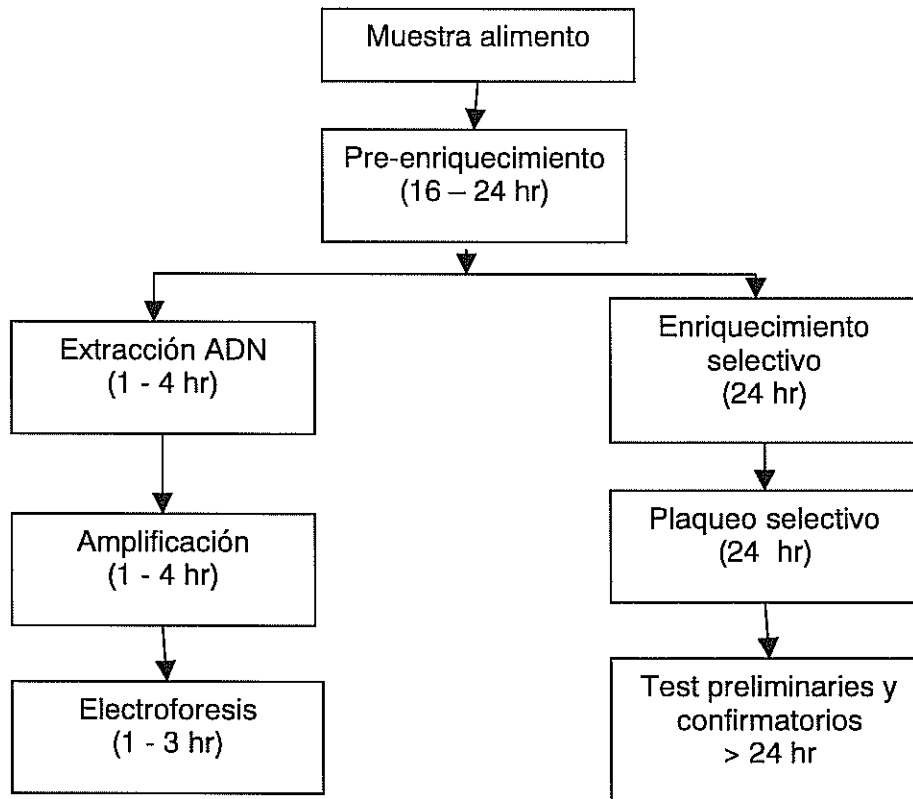 Muestra alimento
Pre-enriquecimiento
(16 – 24 hr)
Extracción ADN
(1 - 4 hr)
Amplificación
(1 - 4 hr)
Electroforesis
(1 - 3 hr)
Enriquecimiento
selectivo
(24 hr)
Plaqueo selectivo
(24 hr)
Test preliminaries y
confirmatorios
> 24 hr